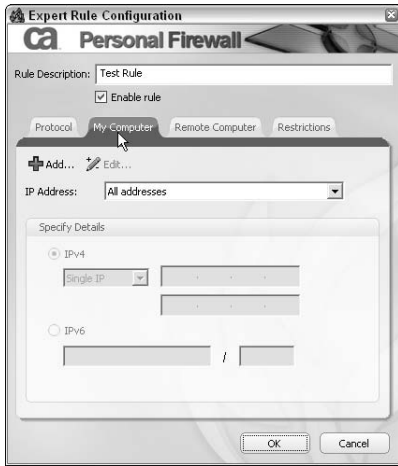 Expert Rule Configuration
ca Personal Firewall
Rule Description: Test Rule
Enable rule
Protocol My Computer Remote Computer Restrictions
Add... Edit...
IP Address: All addresses
Specify Details
IPv4
Single IP . . .
. . .
IPv6
/
OK Cancel